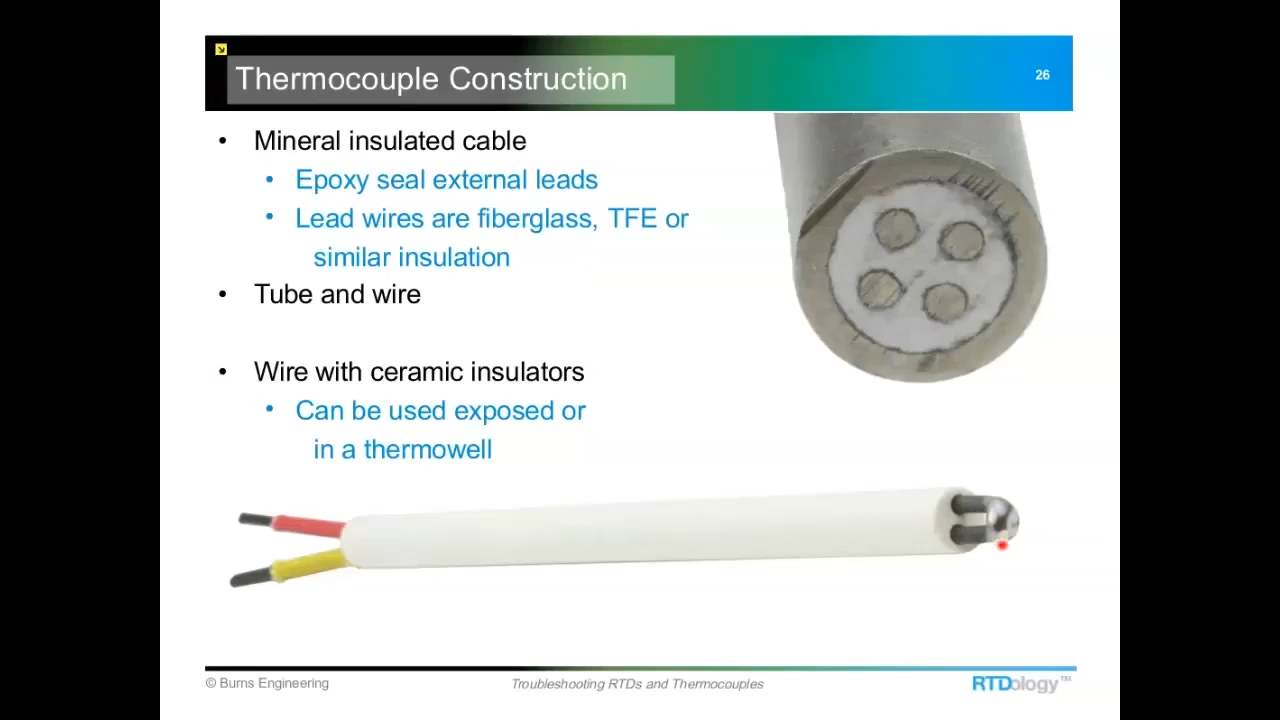 Thermocouple Construction
26
• Mineral insulated cable
• Epoxy seal external leads
• Lead wires are fiberglass, TFE or
similar insulation
• Tube and wire
• Wire with ceramic insulators
• Can be used exposed or
in a thermowell
© Burns Engineering
Troubleshooting RTDs and Thermocouples
RTDology™